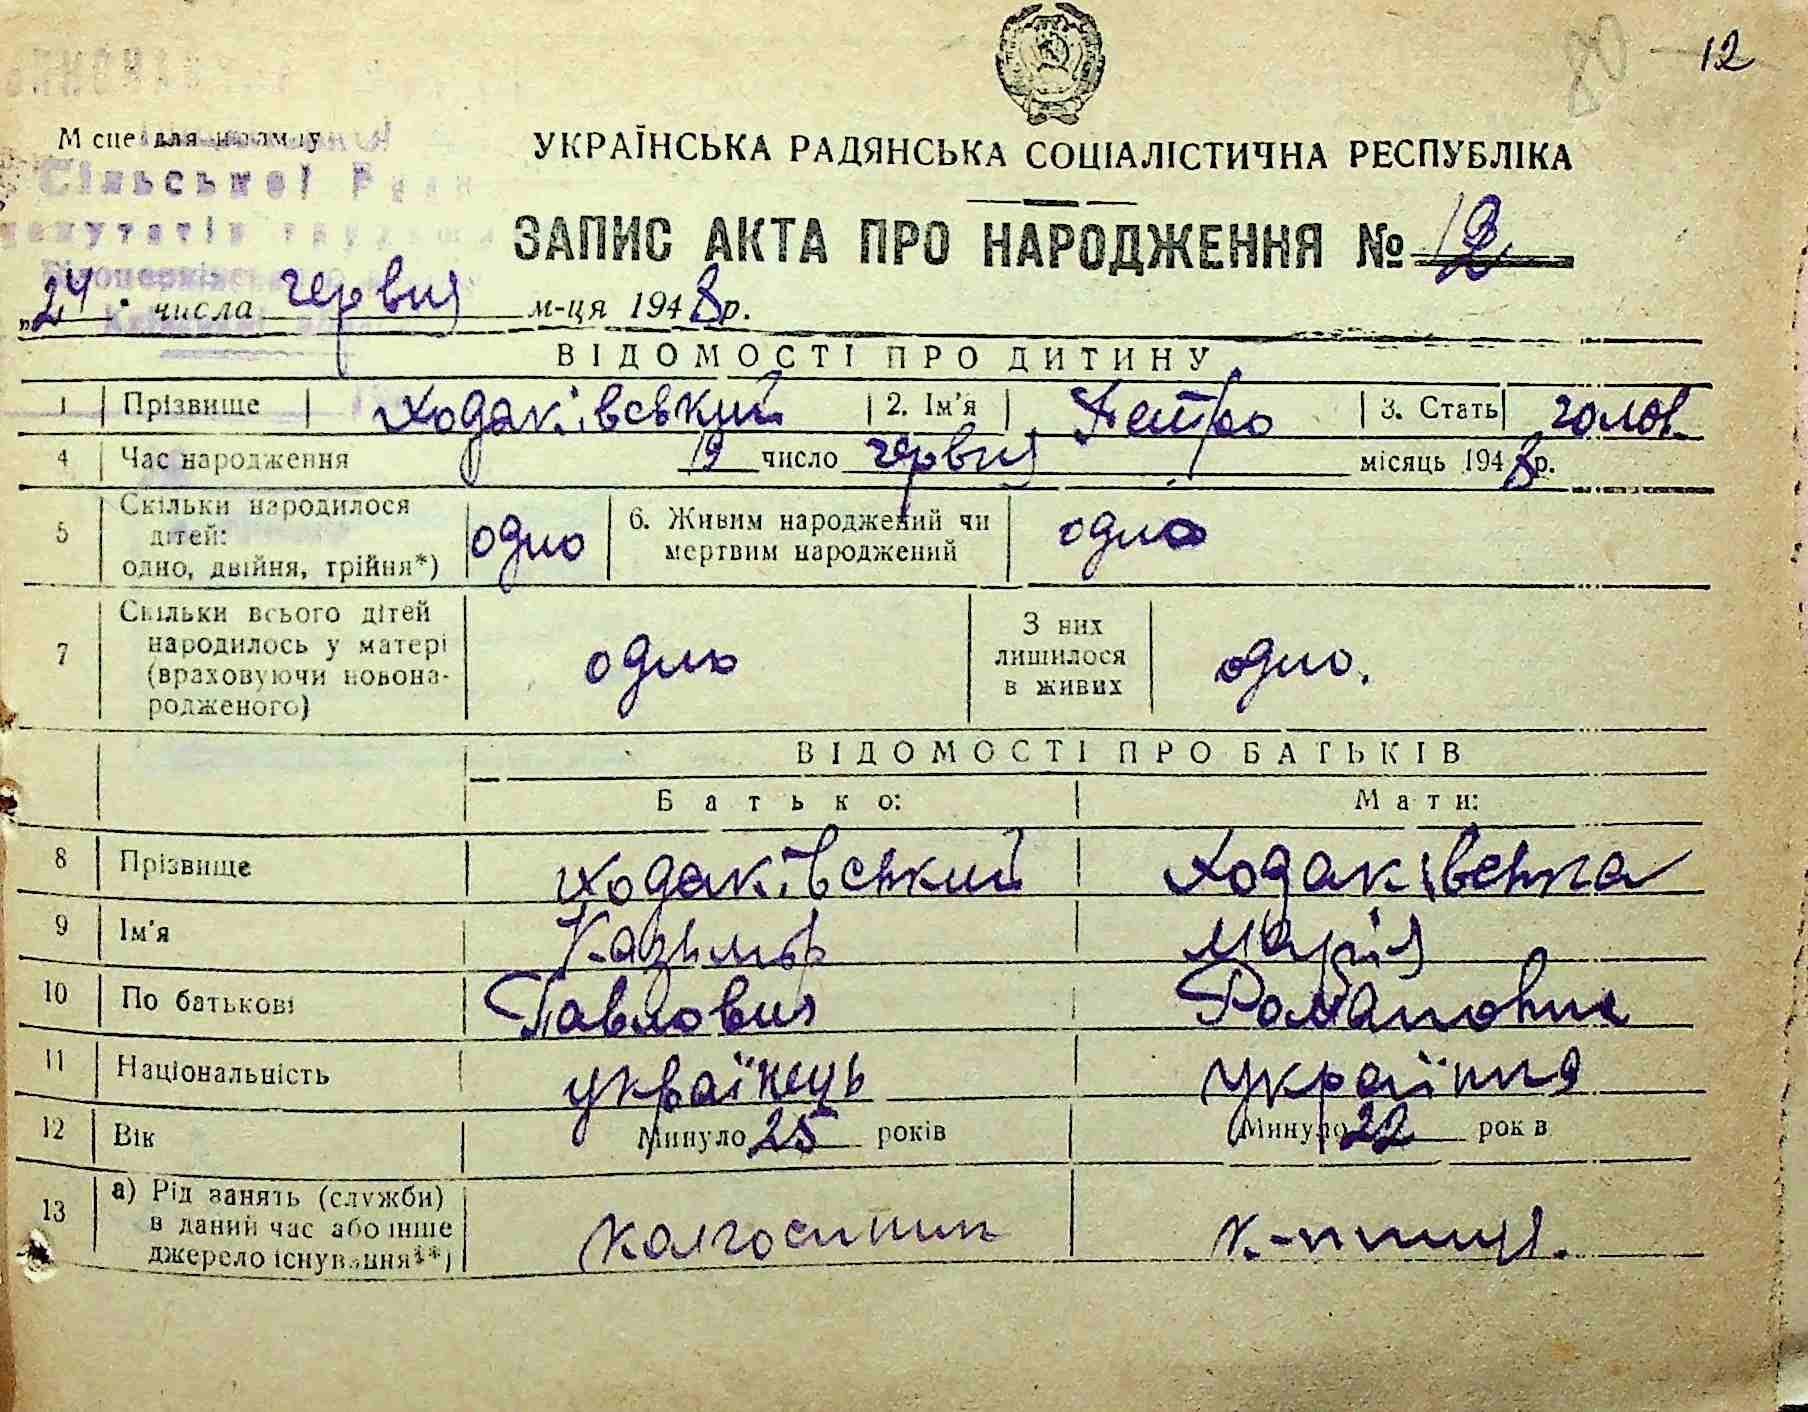 12
Місце для штампу
Сільської Ради
депутатів
УКРАЇНСЬКА РАДЯНСЬКА СОЦІАЛІСТИЧНА РЕСПУБЛІКА
ЗАПИС АКТА ПРО НАРОДЖЕННЯ № 12
„24" числа червня м-ця 1948 р.
ВІДОМОСТІ ПРО ДИТИНУ
1 Прізвище Ходаківський 2. Ім'я Петро 3. Стать чолов.
4 Час народження 19 число червня місяць 1948 р.
5 Скільки народилося дітей: одно, двійня, трійня*) одно 6. Живим народжений чи мертвим народжений одно
7 Скільки всього дітей народилось у матері (враховуючи новонародженого) одно З них лишилося в живих одно.
ВІДОМОСТІ ПРО БАТЬКІВ
Батько: Мати:
8 Прізвище Ходаківський Ходаківська
9 Ім'я Казимір Марія
10 По батькові Павлович Романовна
11 Національність українець українка
12 Вік Минуло 25 років Минуло 22 років
13 а) Рід занять (служби) в даний час або інше джерело існування**) колгоспник к-пниця.